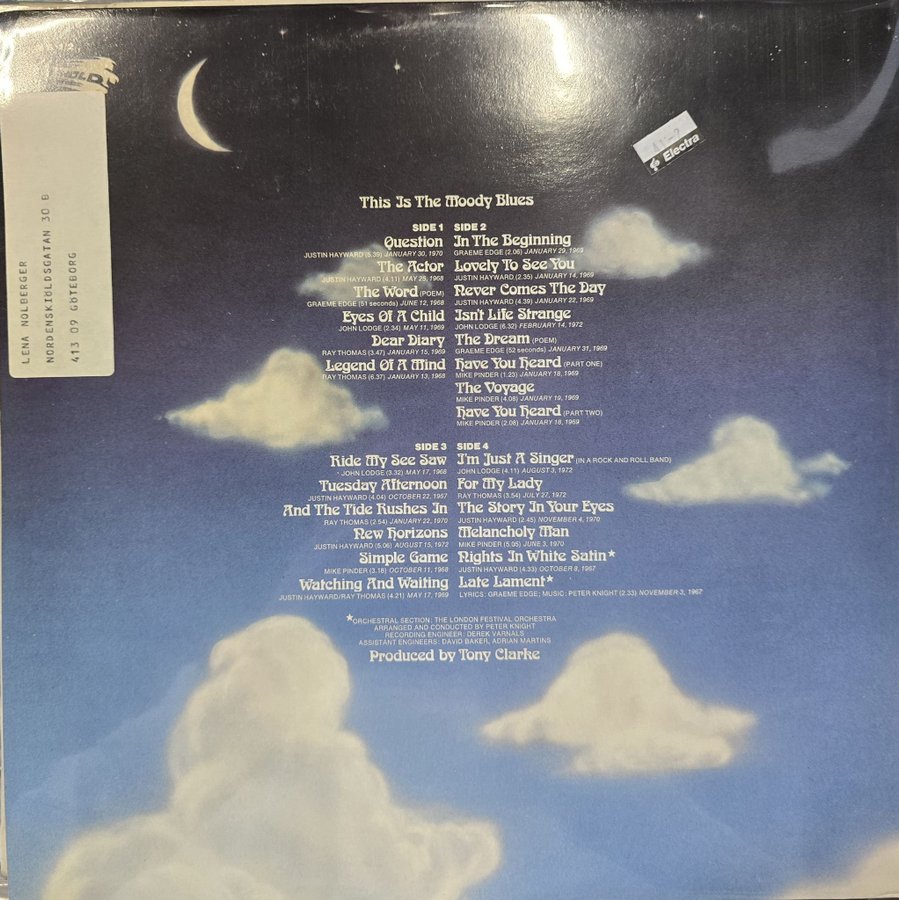 LENA NOLBERGER
NORDENSKIÖLDSGATAN 30 B
413 09 GÖTEBORG
Electra
This Is The Moody Blues
SIDE 1
Question
JUSTIN HAYWARD (5.39) JANUARY 30, 1970
The Actor
JUSTIN HAYWARD (4.11) MAY 28, 1968
The Word (POEM)
GRAEME EDGE (51 seconds) JUNE 12, 1968
Eyes Of A Child
JOHN LODGE (2.34) MAY 11, 1969
Dear Diary
RAY THOMAS (3.47) JANUARY 15, 1969
Legend Of A Mind
RAY THOMAS (6.37) JANUARY 13, 1968
SIDE 2
In The Beginning
GRAEME EDGE (2.06) JANUARY 29, 1969
Lovely To See You
JUSTIN HAYWARD (2.35) JANUARY 14, 1969
Never Comes The Day
JUSTIN HAYWARD (4.39) JANUARY 22, 1969
Isn't Life Strange
JOHN LODGE (6.32) FEBRUARY 14, 1972
The Dream (POEM)
GRAEME EDGE (52 seconds) JANUARY 31, 1969
Have You Heard (PART ONE)
MIKE PINDER (1.23) JANUARY 18, 1969
The Voyage
MIKE PINDER (4.08) JANUARY 19, 1969
Have You Heard (PART TWO)
MIKE PINDER (2.08) JANUARY 18, 1969
SIDE 3
Ride My See Saw
JOHN LODGE (3.32) MAY 17, 1968
Tuesday Afternoon
JUSTIN HAYWARD (4.04) OCTOBER 22, 1967
And The Tide Rushes In
RAY THOMAS (2.54) JANUARY 22, 1970
New Horizons
JUSTIN HAYWARD (5.06) AUGUST 15, 1972
Simple Game
MIKE PINDER (3.18) OCTOBER 11, 1968
Watching And Waiting
JUSTIN HAYWARD/RAY THOMAS (4.21) MAY 17, 1969
SIDE 4
I'm Just A Singer (IN A ROCK AND ROLL BAND)
JOHN LODGE (4.11) AUGUST 3, 1972
For My Lady
RAY THOMAS (3.54) JULY 27, 1972
The Story In Your Eyes
JUSTIN HAYWARD (2.45) NOVEMBER 4, 1970
Melancholy Man
MIKE PINDER (5.05) JUNE 3, 1970
Nights In White Satin★
JUSTIN HAYWARD (4.33) OCTOBER 8, 1967
Late Lament★
LYRICS: GRAEME EDGE; MUSIC: PETER KNIGHT (2.33) NOVEMBER 3, 1967
★ORCHESTRAL SECTION: THE LONDON FESTIVAL ORCHESTRA
ARRANGED AND CONDUCTED BY PETER KNIGHT
RECORDING ENGINEER: DEREK VARNALS
ASSISTANT ENGINEERS: DAVID BAKER, ADRIAN MARTINS
Produced by Tony Clarke